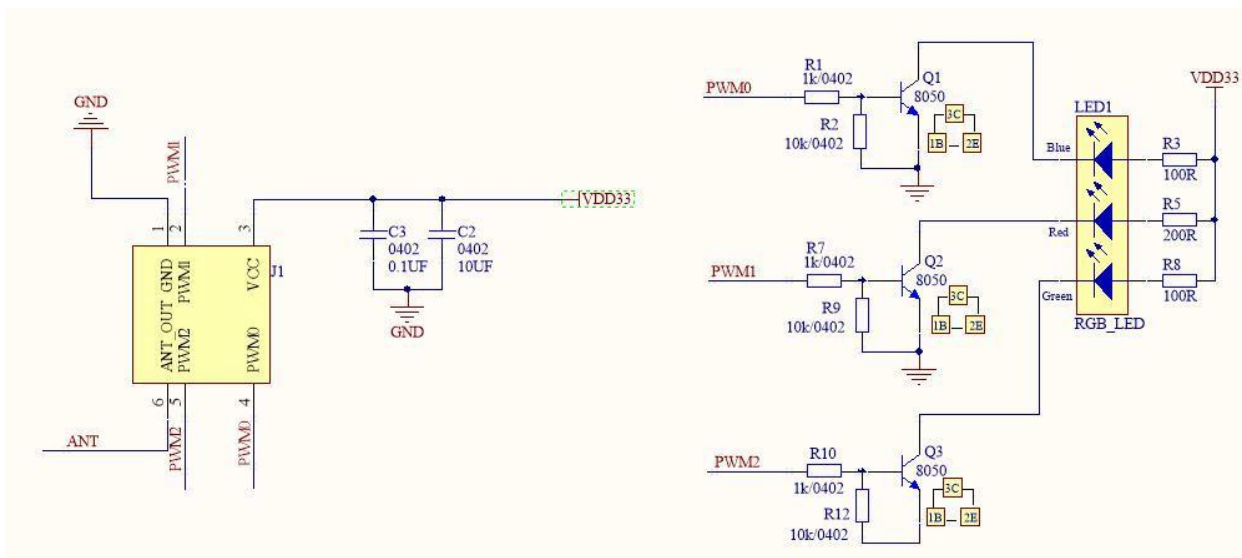 GND
PWM1
1
2
3
VDD33
C3
0402
0.1UF
C2
0402
10UF
GND
J1
GND
PWM1
VCC
ANT_OUT
PWM2
PWM0
6
5
4
ANT
PWM2
PWM0
PWM0
R1
1k/0402
R2
10k/0402
Q1
8050
3C
1B
2E
PWM1
R7
1k/0402
R9
10k/0402
Q2
8050
3C
1B
2E
PWM2
R10
1k/0402
R12
10k/0402
Q3
8050
3C
1B
2E
LED1
Blue
Red
Green
RGB_LED
VDD33
R3
100R
R5
200R
R8
100R